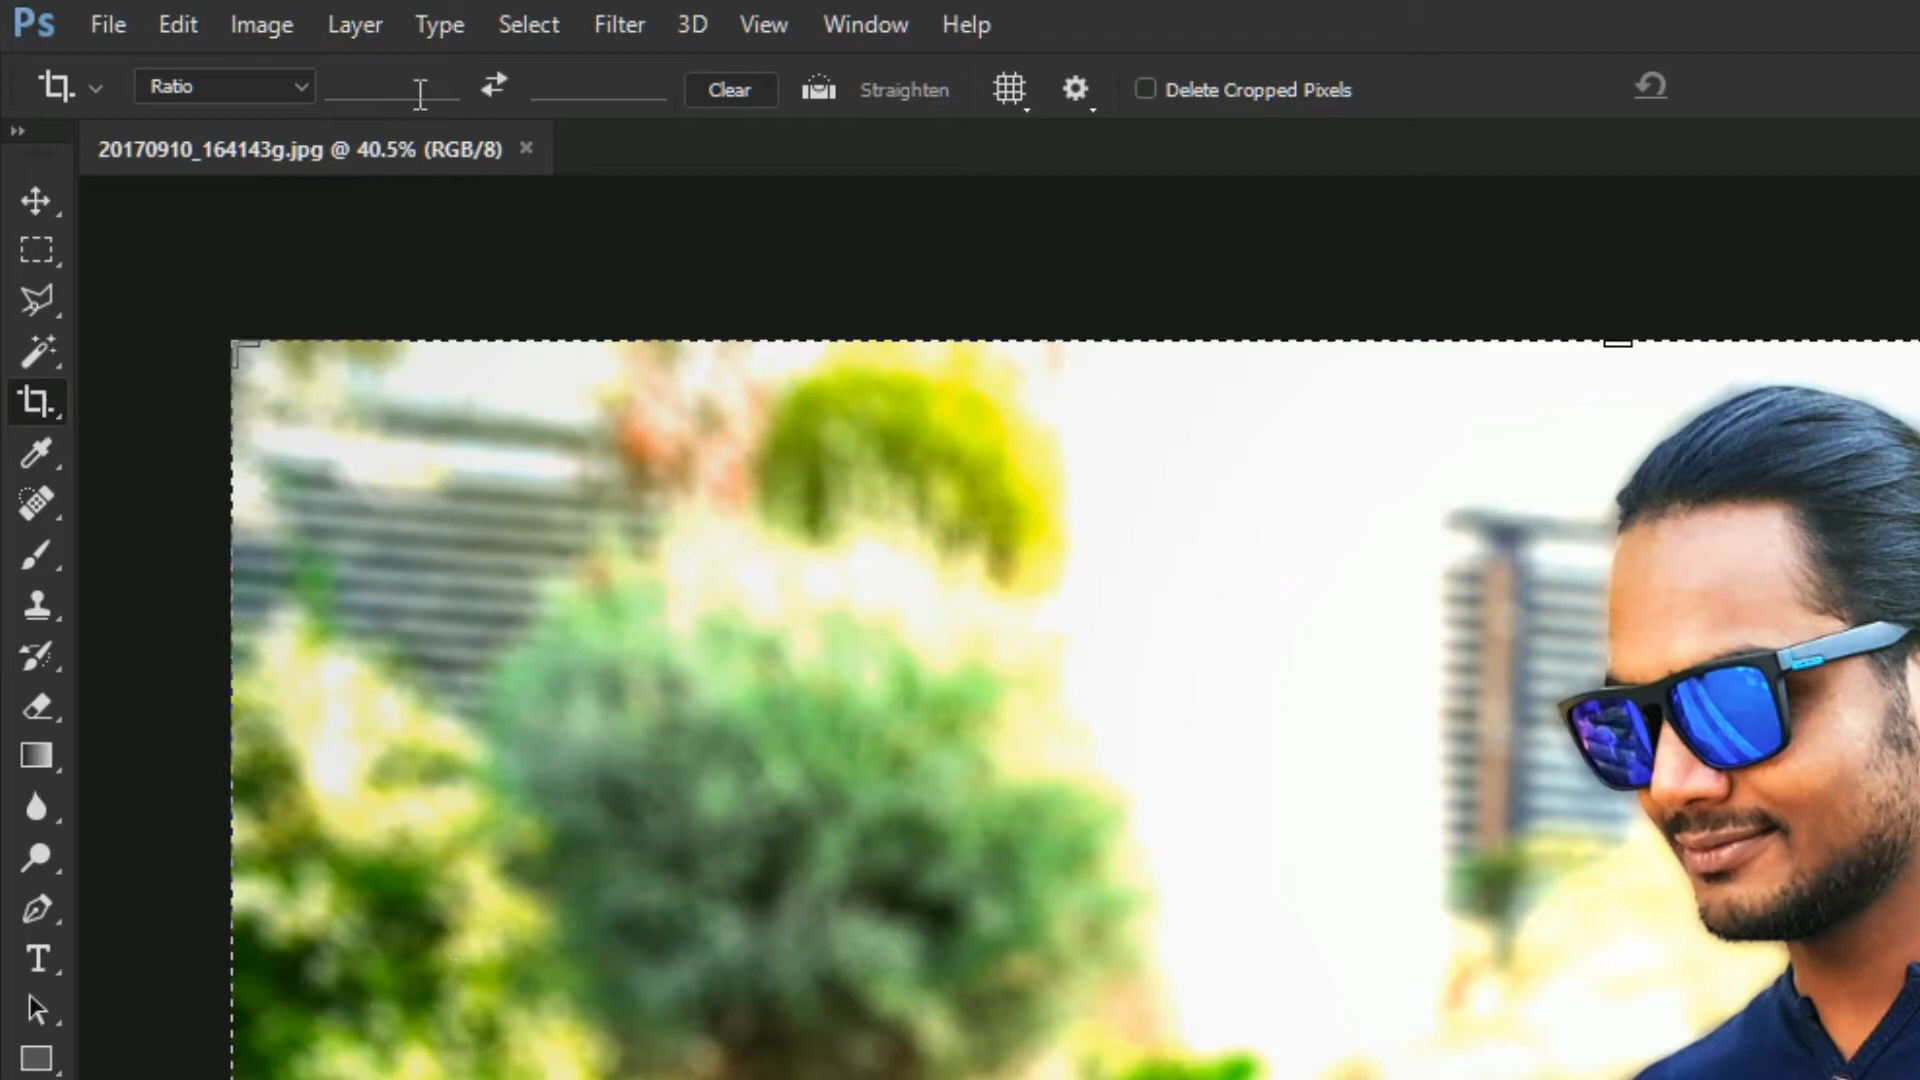 Ps File Edit Image Layer Type Select Filter 3D View Window Help
Ratio Clear Straighten Delete Cropped Pixels
20170910_164143g.jpg @ 40.5% (RGB/8) ×
T